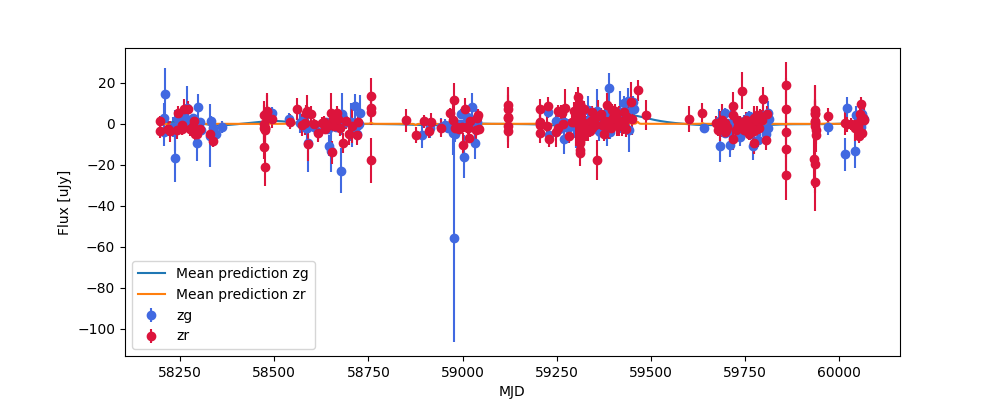 20
0
−20
−40
−60
−80
−100
Flux [uJy]
Mean prediction zg
Mean prediction zr
zg
zr
58250 58500 58750 59000 59250 59500 59750 60000
MJD